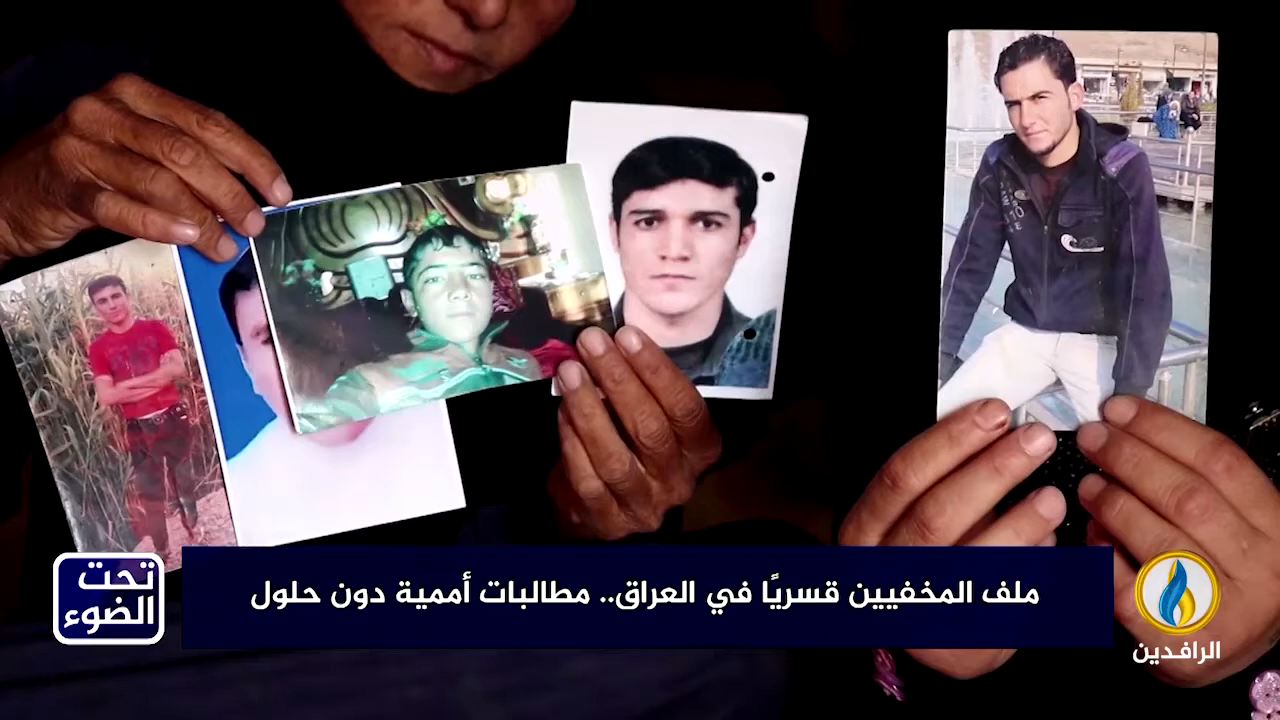 تحت
الضوء
ملف المخفيين قسريًا في العراق.. مطالبات أممية دون حلول
الرافدين